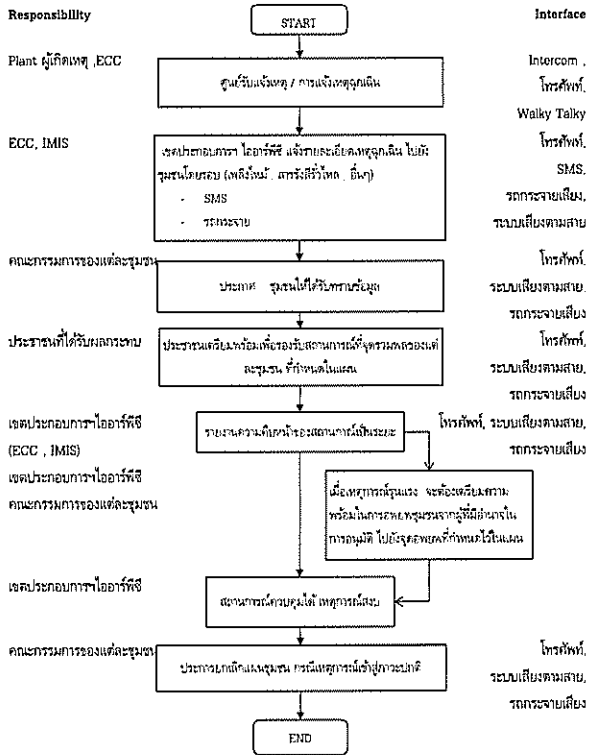 Responsibility
Interface
START
Plant ผู้เกิดเหตุ ,ECC
ศูนย์รับแจ้งเหตุ / การแจ้งเหตุฉุกเฉิน
Intercom ,
โทรศัพท์,
Walky Talky
ECC, IMIS
เขตประกอบการฯ ไออาร์พีซี แจ้งรายละเอียดเหตุฉุกเฉิน ไปยัง
ชุมชนโดยรอบ (เพลิงไหม้ , สารรังสีรั่วไหล , อื่นๆ)
- SMS
- รถกระจาย
โทรศัพท์,
SMS,
รถกระจายเสียง,
ระบบเสียงตามสาย
คณะกรรมการของแต่ละชุมชน
ประกาศ ชุมชนให้ได้รับทราบข้อมูล
โทรศัพท์,
ระบบเสียงตามสาย,
รถกระจายเสียง
ประชาชนที่ได้รับผลกระทบ
ประชาชนเตรียมพร้อมเพื่อรองรับสถานการณ์ที่จุดรวมพลของแต่
ละชุมชน ที่กำหนดในแผน
โทรศัพท์,
ระบบเสียงตามสาย,
รถกระจายเสียง
เขตประกอบการฯไออาร์พีซี
(ECC , IMIS)
รายงานความคืบหน้าของสถานการณ์เป็นระยะ
โทรศัพท์, ระบบเสียงตามสาย,
รถกระจายเสียง
เขตประกอบการฯไออาร์พีซี
คณะกรรมการของแต่ละชุมชน
เมื่อเหตุการณ์รุนแรง จะต้องเตรียมความ
พร้อมในการอพยพชุมชนจากผู้ที่มีอำนาจใน
การอนุมัติ ไปยังจุดอพยพที่กำหนดไว้ในแผน
เขตประกอบการฯไออาร์พีซี
สถานการณ์ควบคุมได้ เหตุการณ์สงบ
คณะกรรมการของแต่ละชุมชน
ประกาศยกเลิกแผนชุมชน กรณีเหตุการณ์เข้าสู่ภาวะปกติ
โทรศัพท์,
ระบบเสียงตามสาย,
รถกระจายเสียง
END